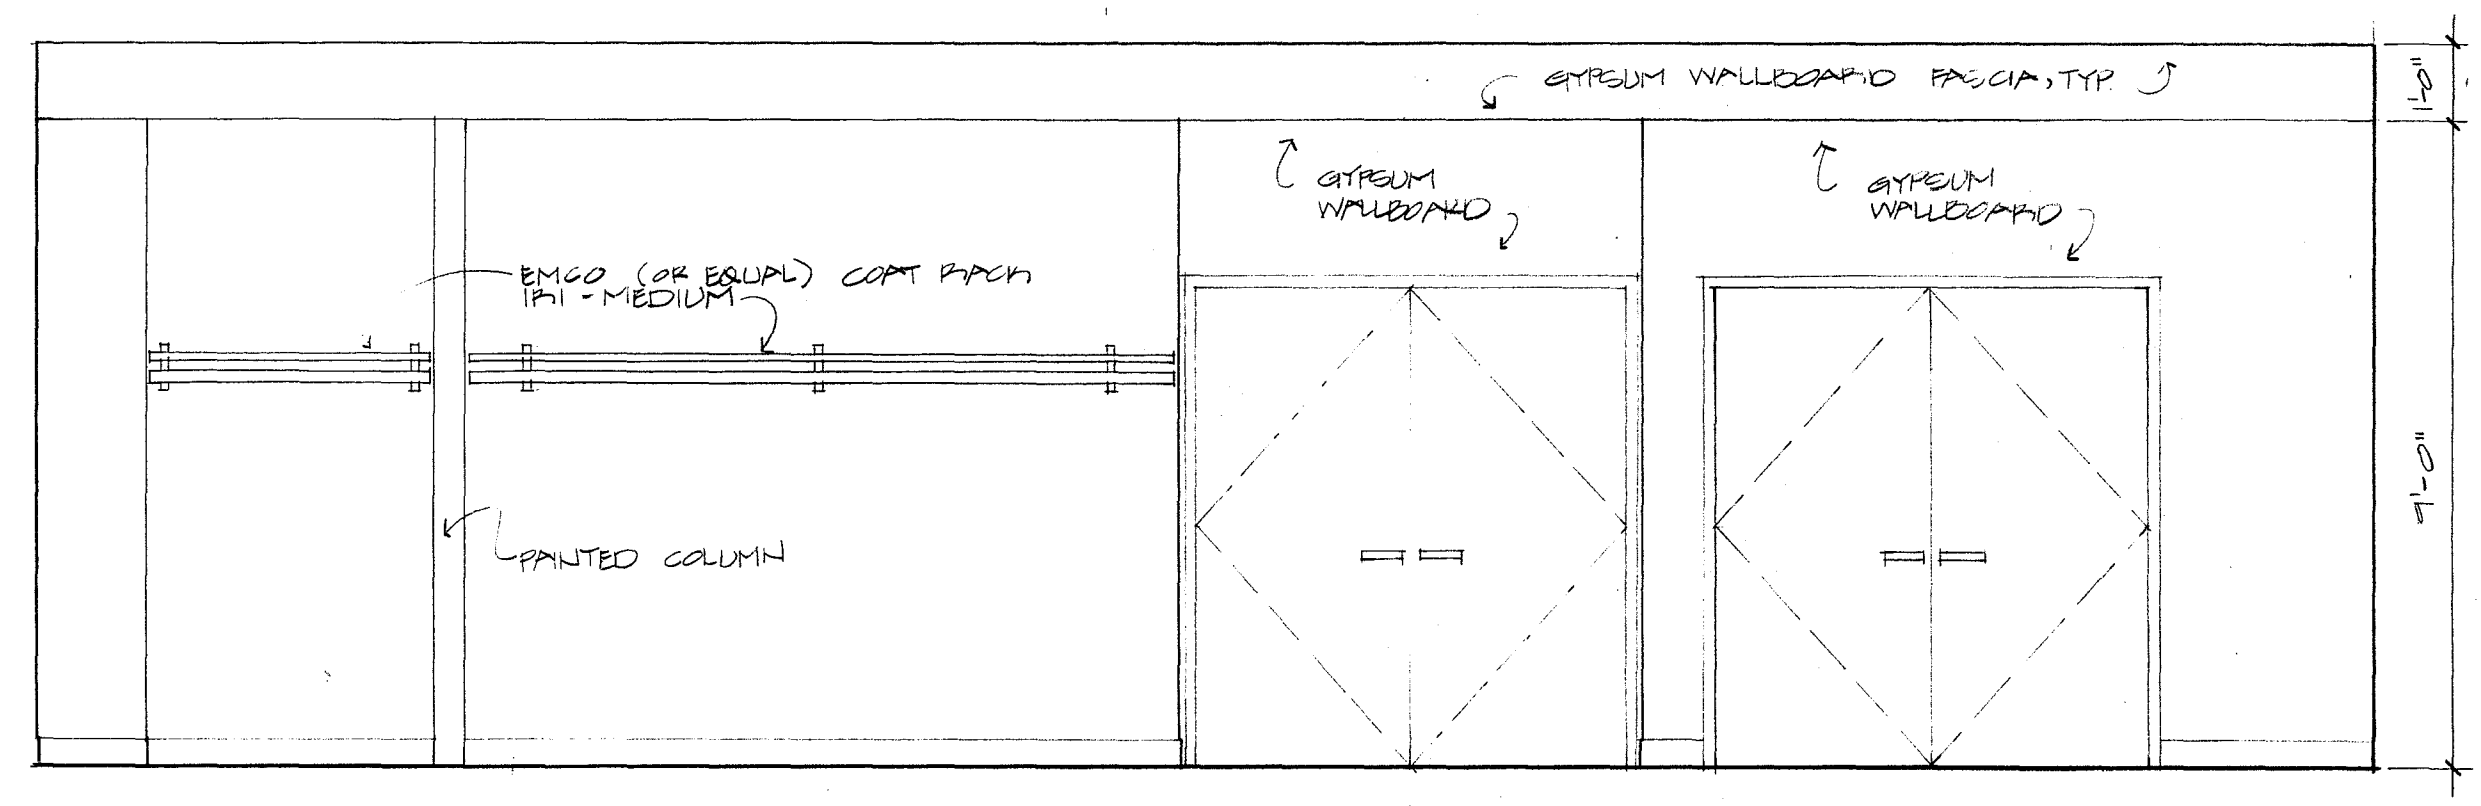 GYPSUM WALLBOARD FASCIA, TYP.
1'-0"
GYPSUM
WALLBOARD
GYPSUM
WALLBOARD
EMCO (OR EQUAL) COAT RACK
- MEDIUM
9'-0"
PAINTED COLUMN